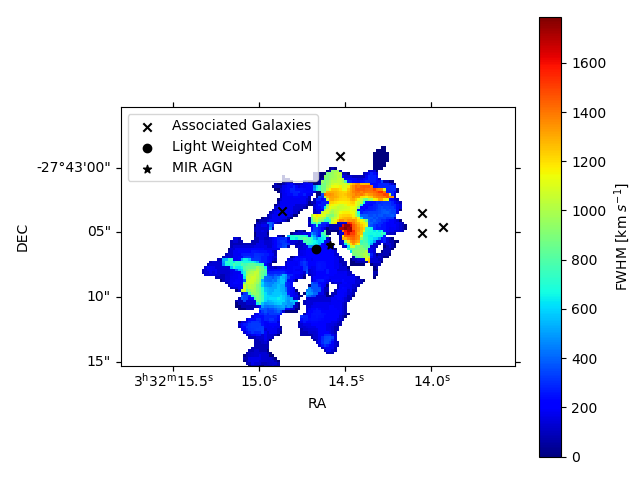 Associated Galaxies
Light Weighted CoM
MIR AGN
-27°43'00"
05"
10"
15"
DEC
3ʰ32ᵐ15.5ˢ 15.0ˢ 14.5ˢ 14.0ˢ
RA
1600
1400
1200
1000
800
600
400
200
0
FWHM [km s⁻¹]